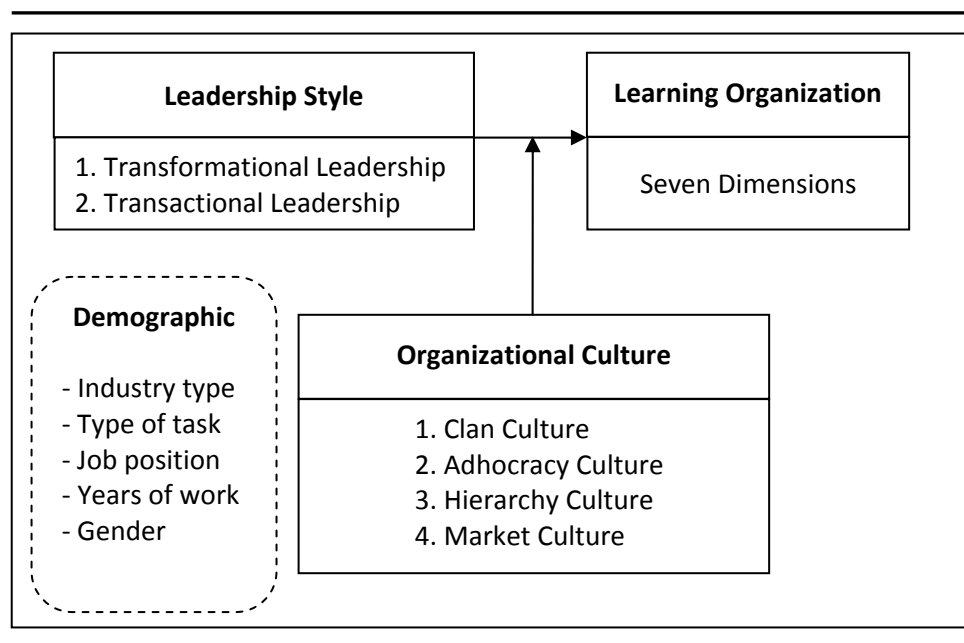 Leadership Style
1. Transformational Leadership
2. Transactional Leadership
Learning Organization
Seven Dimensions
Demographic
- Industry type
- Type of task
- Job position
- Years of work
- Gender
Organizational Culture
1. Clan Culture
2. Adhocracy Culture
3. Hierarchy Culture
4. Market Culture